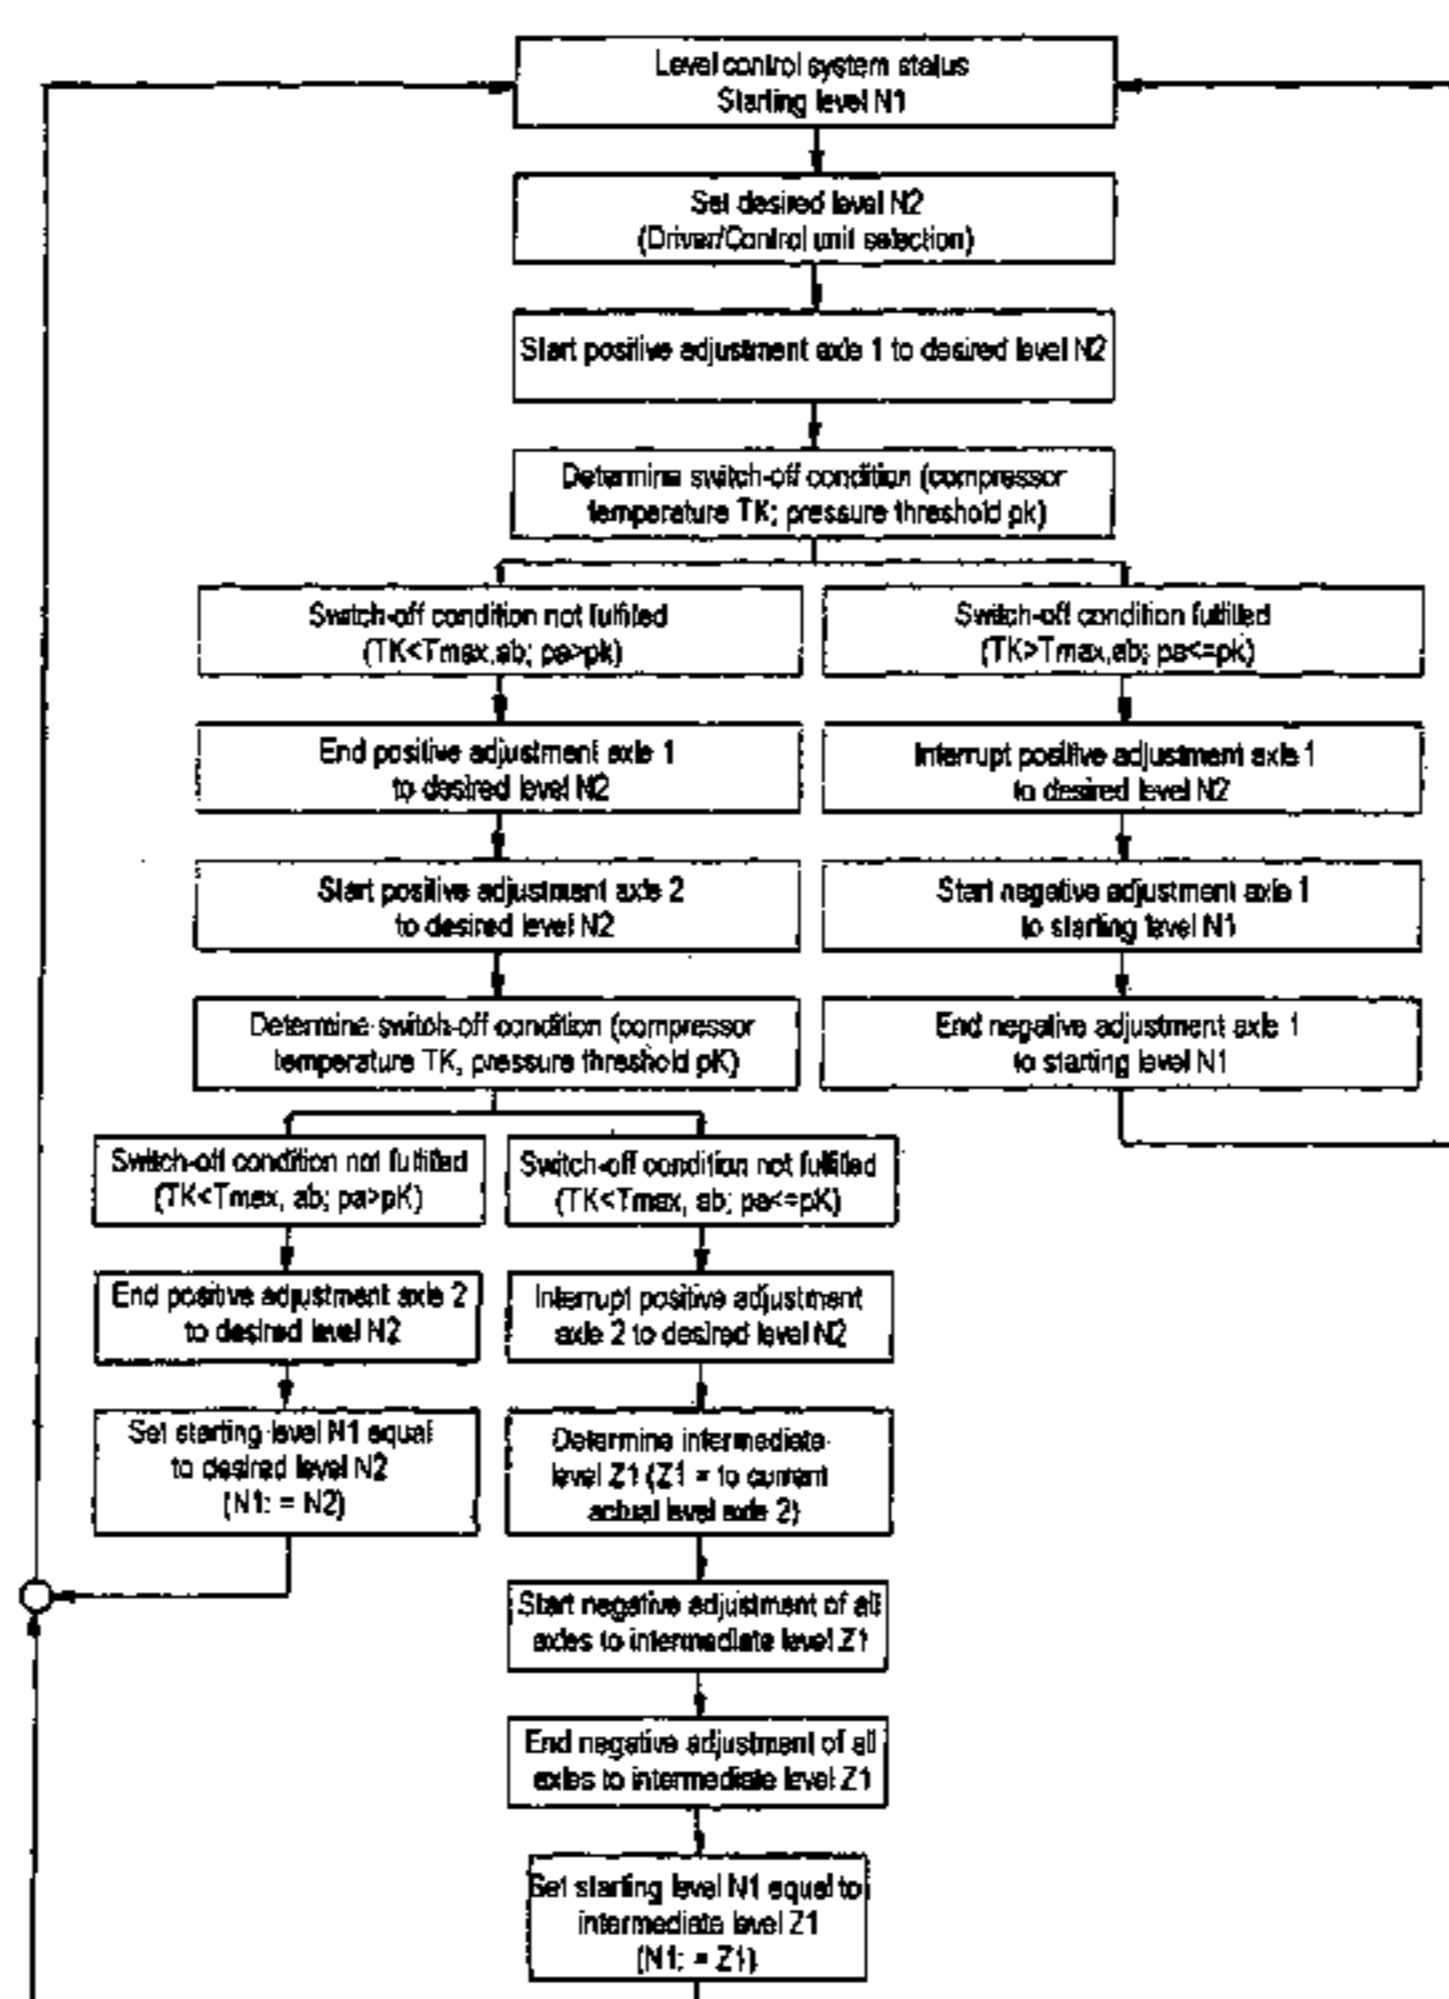 Level control system status
Starting level N1
Set desired level N2
(Driver/Control unit selection)
Start positive adjustment axle 1 to desired level N2
Determine switch-off condition (compressor
temperature TK; pressure threshold pk)
Switch-off condition not fulfilled
(TK<Tmax,ab; pa>pk)
Switch-off condition fulfilled
(TK>Tmax,ab; pa<=pk)
End positive adjustment axle 1
to desired level N2
Interrupt positive adjustment axle 1
to desired level N2
Start positive adjustment axle 2
to desired level N2
Start negative adjustment axle 1
to starting level N1
Determine switch-off condition (compressor
temperature TK, pressure threshold pK)
End negative adjustment axle 1
to starting level N1
Switch-off condition not fulfilled
(TK<Tmax, ab; pa>pK)
Switch-off condition not fulfilled
(TK<Tmax, ab; pa<=pK)
End positive adjustment axle 2
to desired level N2
Interrupt positive adjustment
axle 2 to desired level N2
Set starting level N1 equal
to desired level N2
(N1: = N2)
Determine intermediate
level Z1 (Z1 = to current
actual level axle 2)
Start negative adjustment of all
axles to intermediate level Z1
End negative adjustment of all
axles to intermediate level Z1
Set starting level N1 equal to
intermediate level Z1
(N1: = Z1)